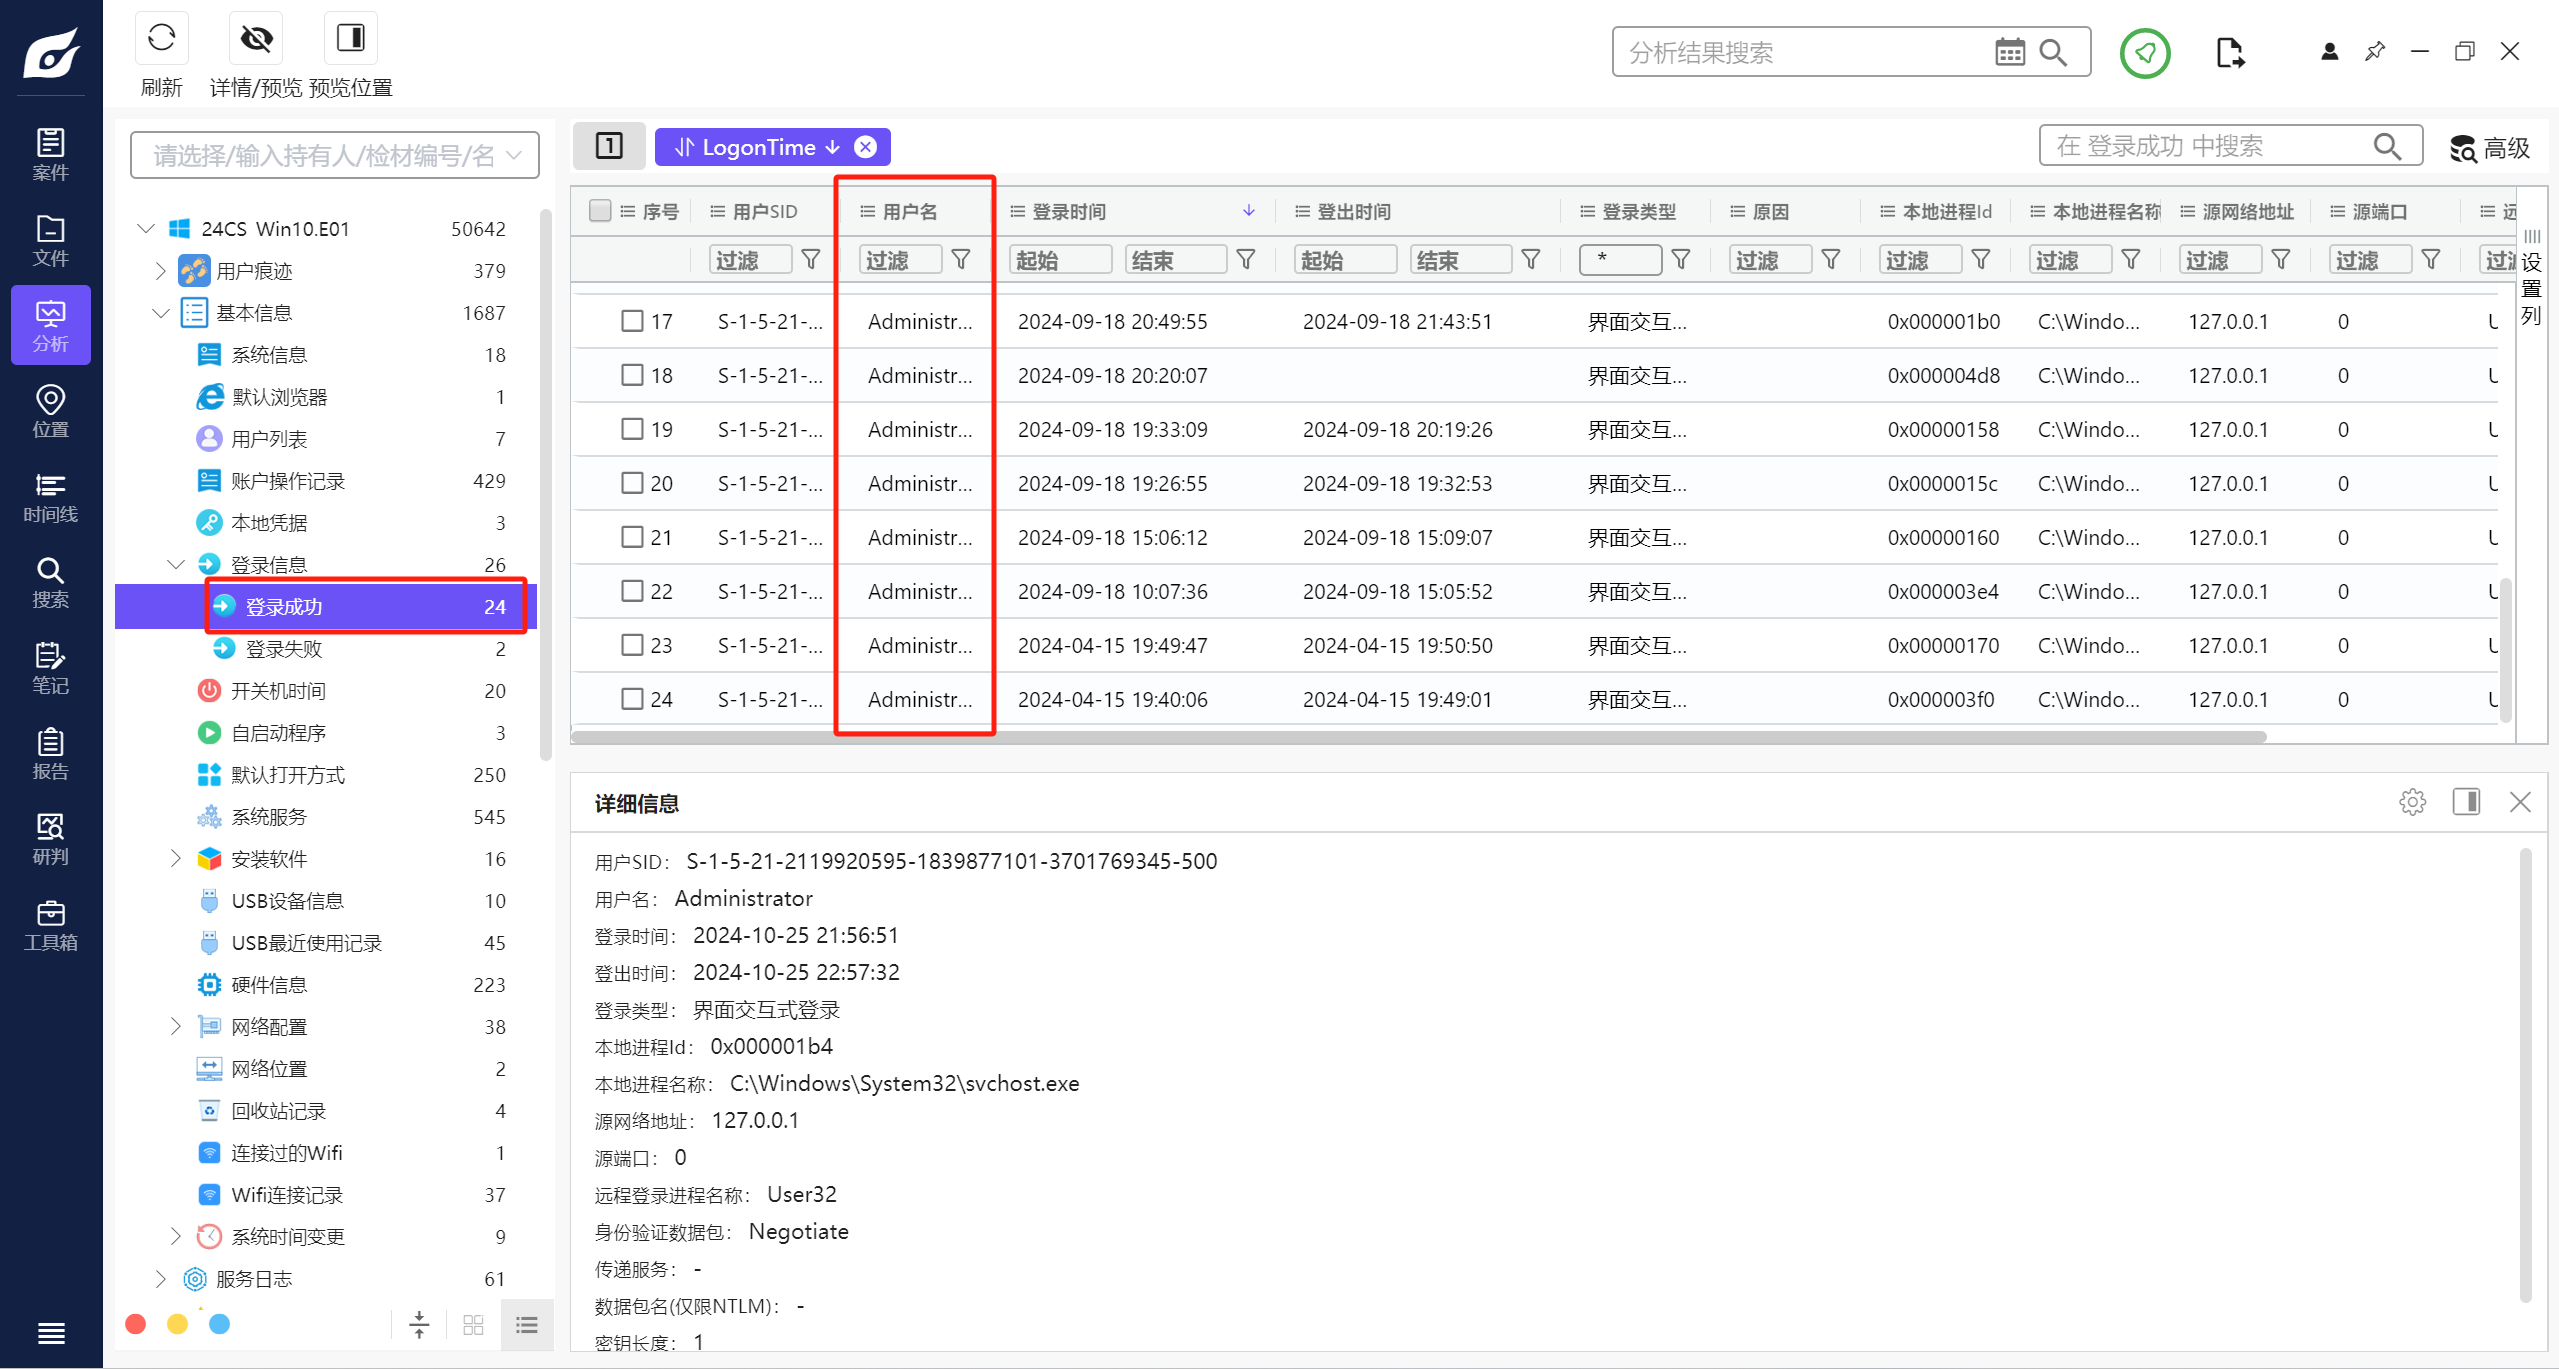 刷新
详情/预览
预览位置
分析结果搜索
案件
文件
分析
位置
时间线
搜索
笔记
报告
研判
工具箱
请选择/输入持有人/检材编号/名
24CS_Win10.E01 50642
用户痕迹 379
基本信息 1687
系统信息 18
默认浏览器 1
用户列表 7
账户操作记录 429
本地凭据 3
登录信息 26
登录成功 24
登录失败 2
开关机时间 20
自启动程序 3
默认打开方式 250
系统服务 545
安装软件 16
USB设备信息 10
USB最近使用记录 45
硬件信息 223
网络配置 38
网络位置 2
回收站记录 4
连接过的Wifi 1
Wifi连接记录 37
系统时间变更 9
服务日志 61
1 LogonTime
在 登录成功 中搜索 高级
序号 用户SID 用户名 登录时间 登出时间 登录类型 原因 本地进程Id 本地进程名称 源网络地址 源端口 远
过滤 过滤 起始 结束 起始 结束 * 过滤 过滤 过滤 过滤 过滤 过滤
设置列
17 S-1-5-21-... Administr... 2024-09-18 20:49:55 2024-09-18 21:43:51 界面交互... 0x000001b0 C:\Windo... 127.0.0.1 0 U
18 S-1-5-21-... Administr... 2024-09-18 20:20:07 界面交互... 0x000004d8 C:\Windo... 127.0.0.1 0 U
19 S-1-5-21-... Administr... 2024-09-18 19:33:09 2024-09-18 20:19:26 界面交互... 0x00000158 C:\Windo... 127.0.0.1 0 U
20 S-1-5-21-... Administr... 2024-09-18 19:26:55 2024-09-18 19:32:53 界面交互... 0x0000015c C:\Windo... 127.0.0.1 0 U
21 S-1-5-21-... Administr... 2024-09-18 15:06:12 2024-09-18 15:09:07 界面交互... 0x00000160 C:\Windo... 127.0.0.1 0 U
22 S-1-5-21-... Administr... 2024-09-18 10:07:36 2024-09-18 15:05:52 界面交互... 0x000003e4 C:\Windo... 127.0.0.1 0 U
23 S-1-5-21-... Administr... 2024-04-15 19:49:47 2024-04-15 19:50:50 界面交互... 0x00000170 C:\Windo... 127.0.0.1 0 U
24 S-1-5-21-... Administr... 2024-04-15 19:40:06 2024-04-15 19:49:01 界面交互... 0x000003f0 C:\Windo... 127.0.0.1 0 U
详细信息
用户SID： S-1-5-21-2119920595-1839877101-3701769345-500
用户名： Administrator
登录时间： 2024-10-25 21:56:51
登出时间： 2024-10-25 22:57:32
登录类型： 界面交互式登录
本地进程Id： 0x000001b4
本地进程名称： C:\Windows\System32\svchost.exe
源网络地址： 127.0.0.1
源端口： 0
远程登录进程名称： User32
身份验证数据包： Negotiate
传递服务： -
数据包名(仅限NTLM)： -
密钥长度： 1